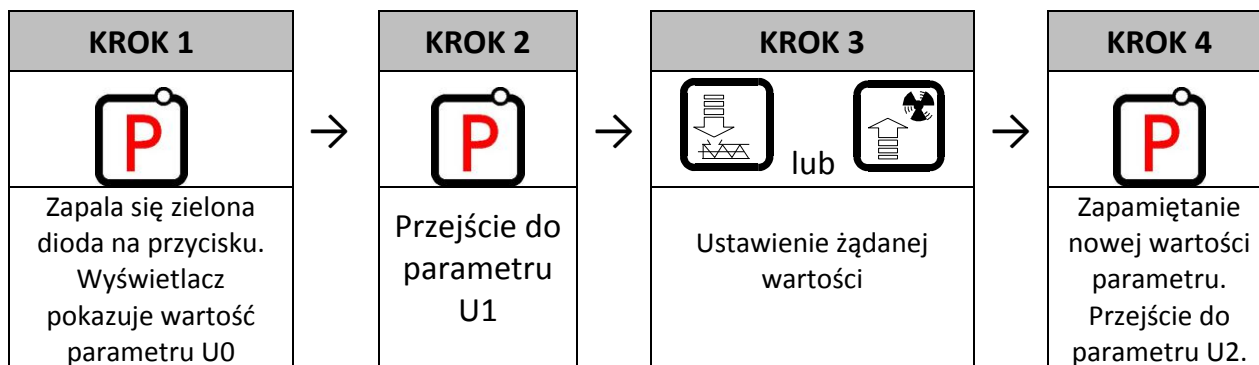 KROK 1
P
Zapala się zielona
dioda na przycisku.
Wyświetlacz
pokazuje wartość
parametru U0
→
KROK 2
P
Przejście do
parametru
U1
→
KROK 3
lub
Ustawienie żądanej
wartości
→
KROK 4
P
Zapamiętanie
nowej wartości
parametru.
Przejście do
parametru U2.